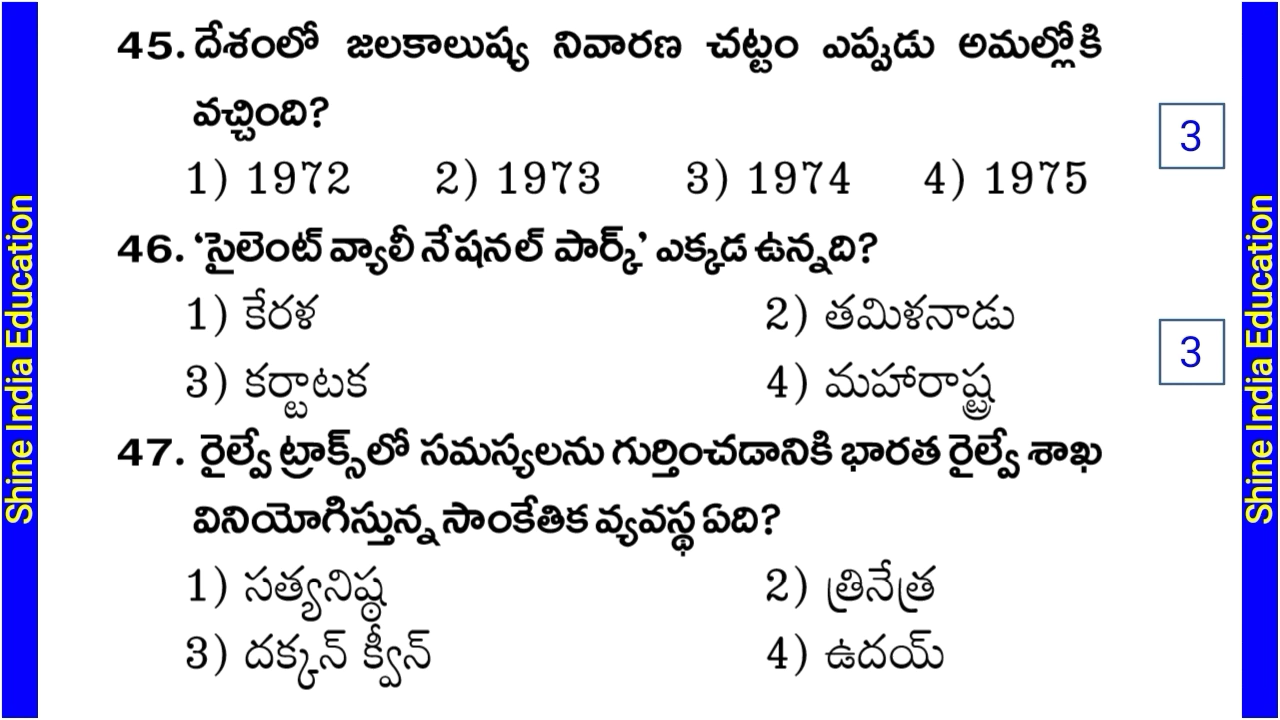 Shine India Education
45. దేశంలో జలకాలుష్య నివారణ చట్టం ఎప్పుడు అమల్లోకి
వచ్చింది?
3
1) 1972 2) 1973 3) 1974 4) 1975
46. ‘సైలెంట్ వ్యాలీ నేషనల్ పార్క్’ ఎక్కడ ఉన్నది?
1) కేరళ 2) తమిళనాడు
3
3) కర్ణాటక 4) మహారాష్ట్ర
47. రైల్వే ట్రాక్స్‌లో సమస్యలను గుర్తించడానికి భారత రైల్వే శాఖ
వినియోగిస్తున్న సాంకేతిక వ్యవస్థ ఏది?
1) సత్యనిష్ఠ 2) త్రినేత్ర
3) దక్కన్ క్వీన్ 4) ఉదయ్
Shine India Education